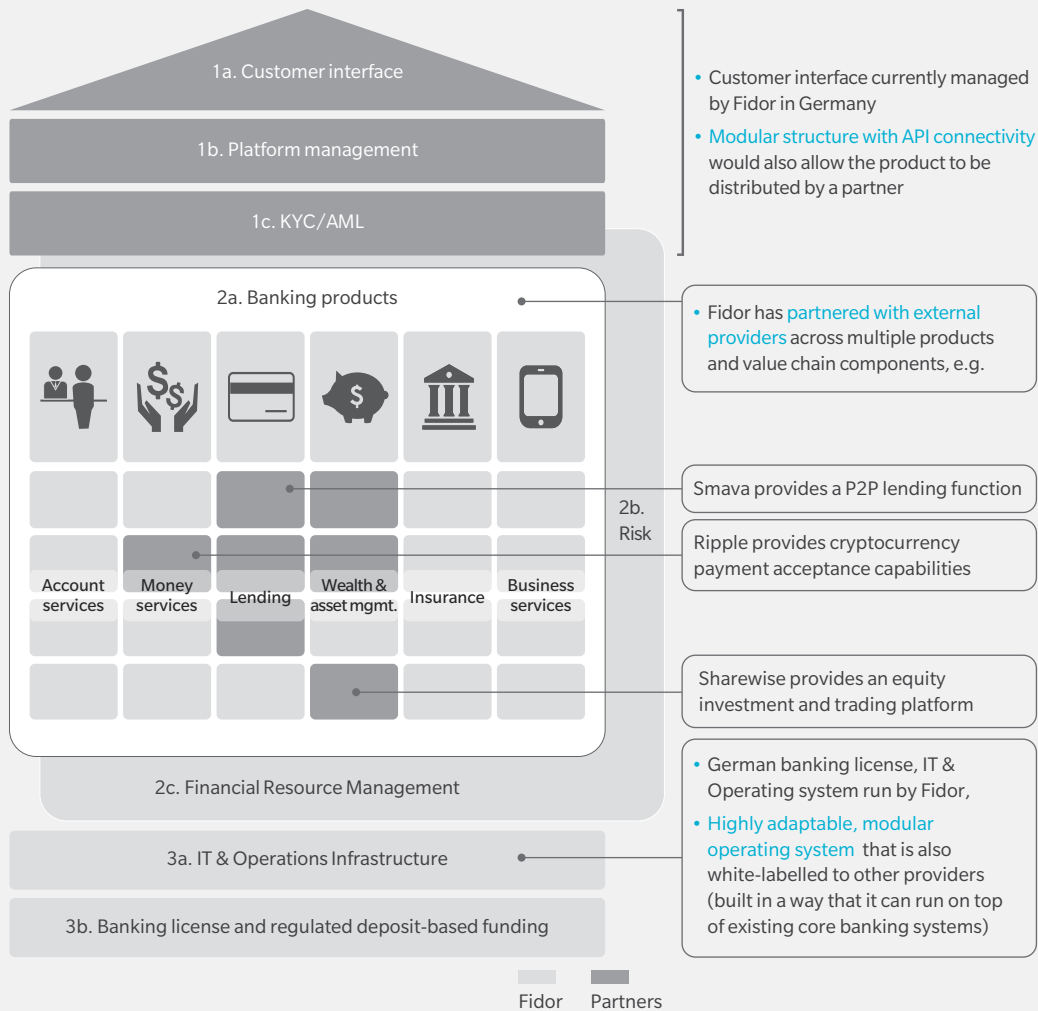 1a. Customer interface
1b. Platform management
1c. KYC/AML
• Customer interface currently managed
by Fidor in Germany
• Modular structure with API connectivity
would also allow the product to be
distributed by a partner
2a. Banking products
• Fidor has partnered with external
providers across multiple products
and value chain components, e.g.
$
$
$
Account
services
Money
services
Lending
Wealth &
asset mgmt.
Insurance
Business
services
2b.
Risk
Smava provides a P2P lending function
Ripple provides cryptocurrency
payment acceptance capabilities
Sharewise provides an equity
investment and trading platform
2c. Financial Resource Management
3a. IT & Operations Infrastructure
3b. Banking license and regulated deposit-based funding
• German banking license, IT &
Operating system run by Fidor,
• Highly adaptable, modular
operating system that is also
white-labelled to other providers
(built in a way that it can run on top
of existing core banking systems)
Fidor
Partners